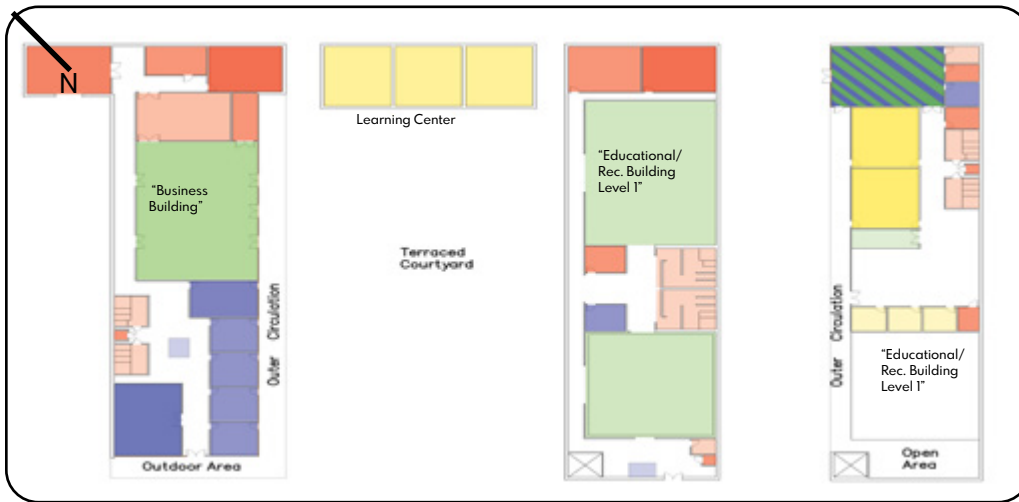 N
Learning Center
"Business
Building"
"Educational/
Rec. Building
Level 1"
Terraced
Courtyard
Outer Circulation
Outdoor Area
Outer Circulation
"Educational/
Rec. Building
Level 1"
Open
Area